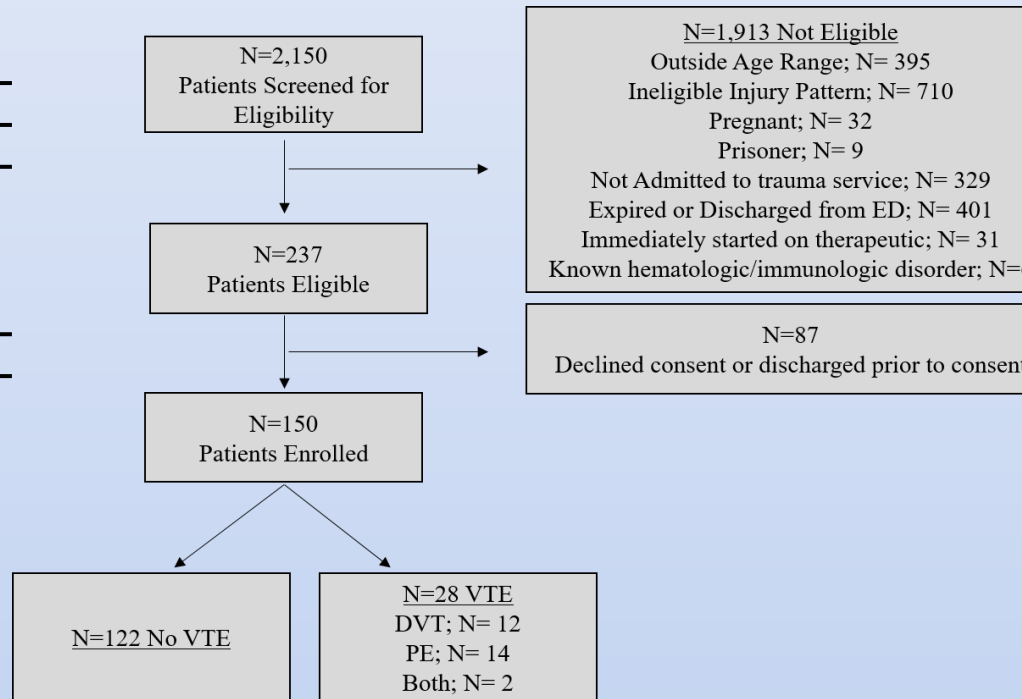 N=2,150
Patients Screened for
Eligibility
N=1,913 Not Eligible
Outside Age Range; N= 395
Ineligible Injury Pattern; N= 710
Pregnant; N= 32
Prisoner; N= 9
Not Admitted to trauma service; N= 329
Expired or Discharged from ED; N= 401
Immediately started on therapeutic; N= 31
Known hematologic/immunologic disorder; N=
N=237
Patients Eligible
N=87
Declined consent or discharged prior to consent
N=150
Patients Enrolled
N=122 No VTE
N=28 VTE
DVT; N= 12
PE; N= 14
Both; N= 2